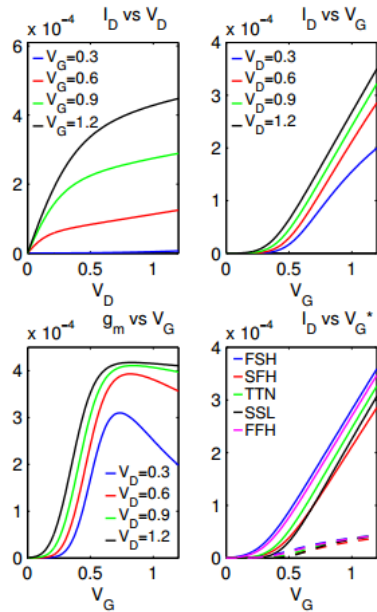 I_D vs V_D
x 10⁻⁴
6
4
2
0
V_G=0.3
V_G=0.6
V_G=0.9
V_G=1.2
0 0.5 1
V_D
I_D vs V_G
x 10⁻⁴
4
3
2
1
0
V_D=0.3
V_D=0.6
V_D=0.9
V_D=1.2
0 0.5 1
V_G
g_m vs V_G
x 10⁻⁴
4
3
2
1
0
V_D=0.3
V_D=0.6
V_D=0.9
V_D=1.2
0 0.5 1
V_G
I_D vs V_G*
x 10⁻⁴
4
3
2
1
0
FSH
SFH
TTN
SSL
FFH
0 0.5 1
V_G